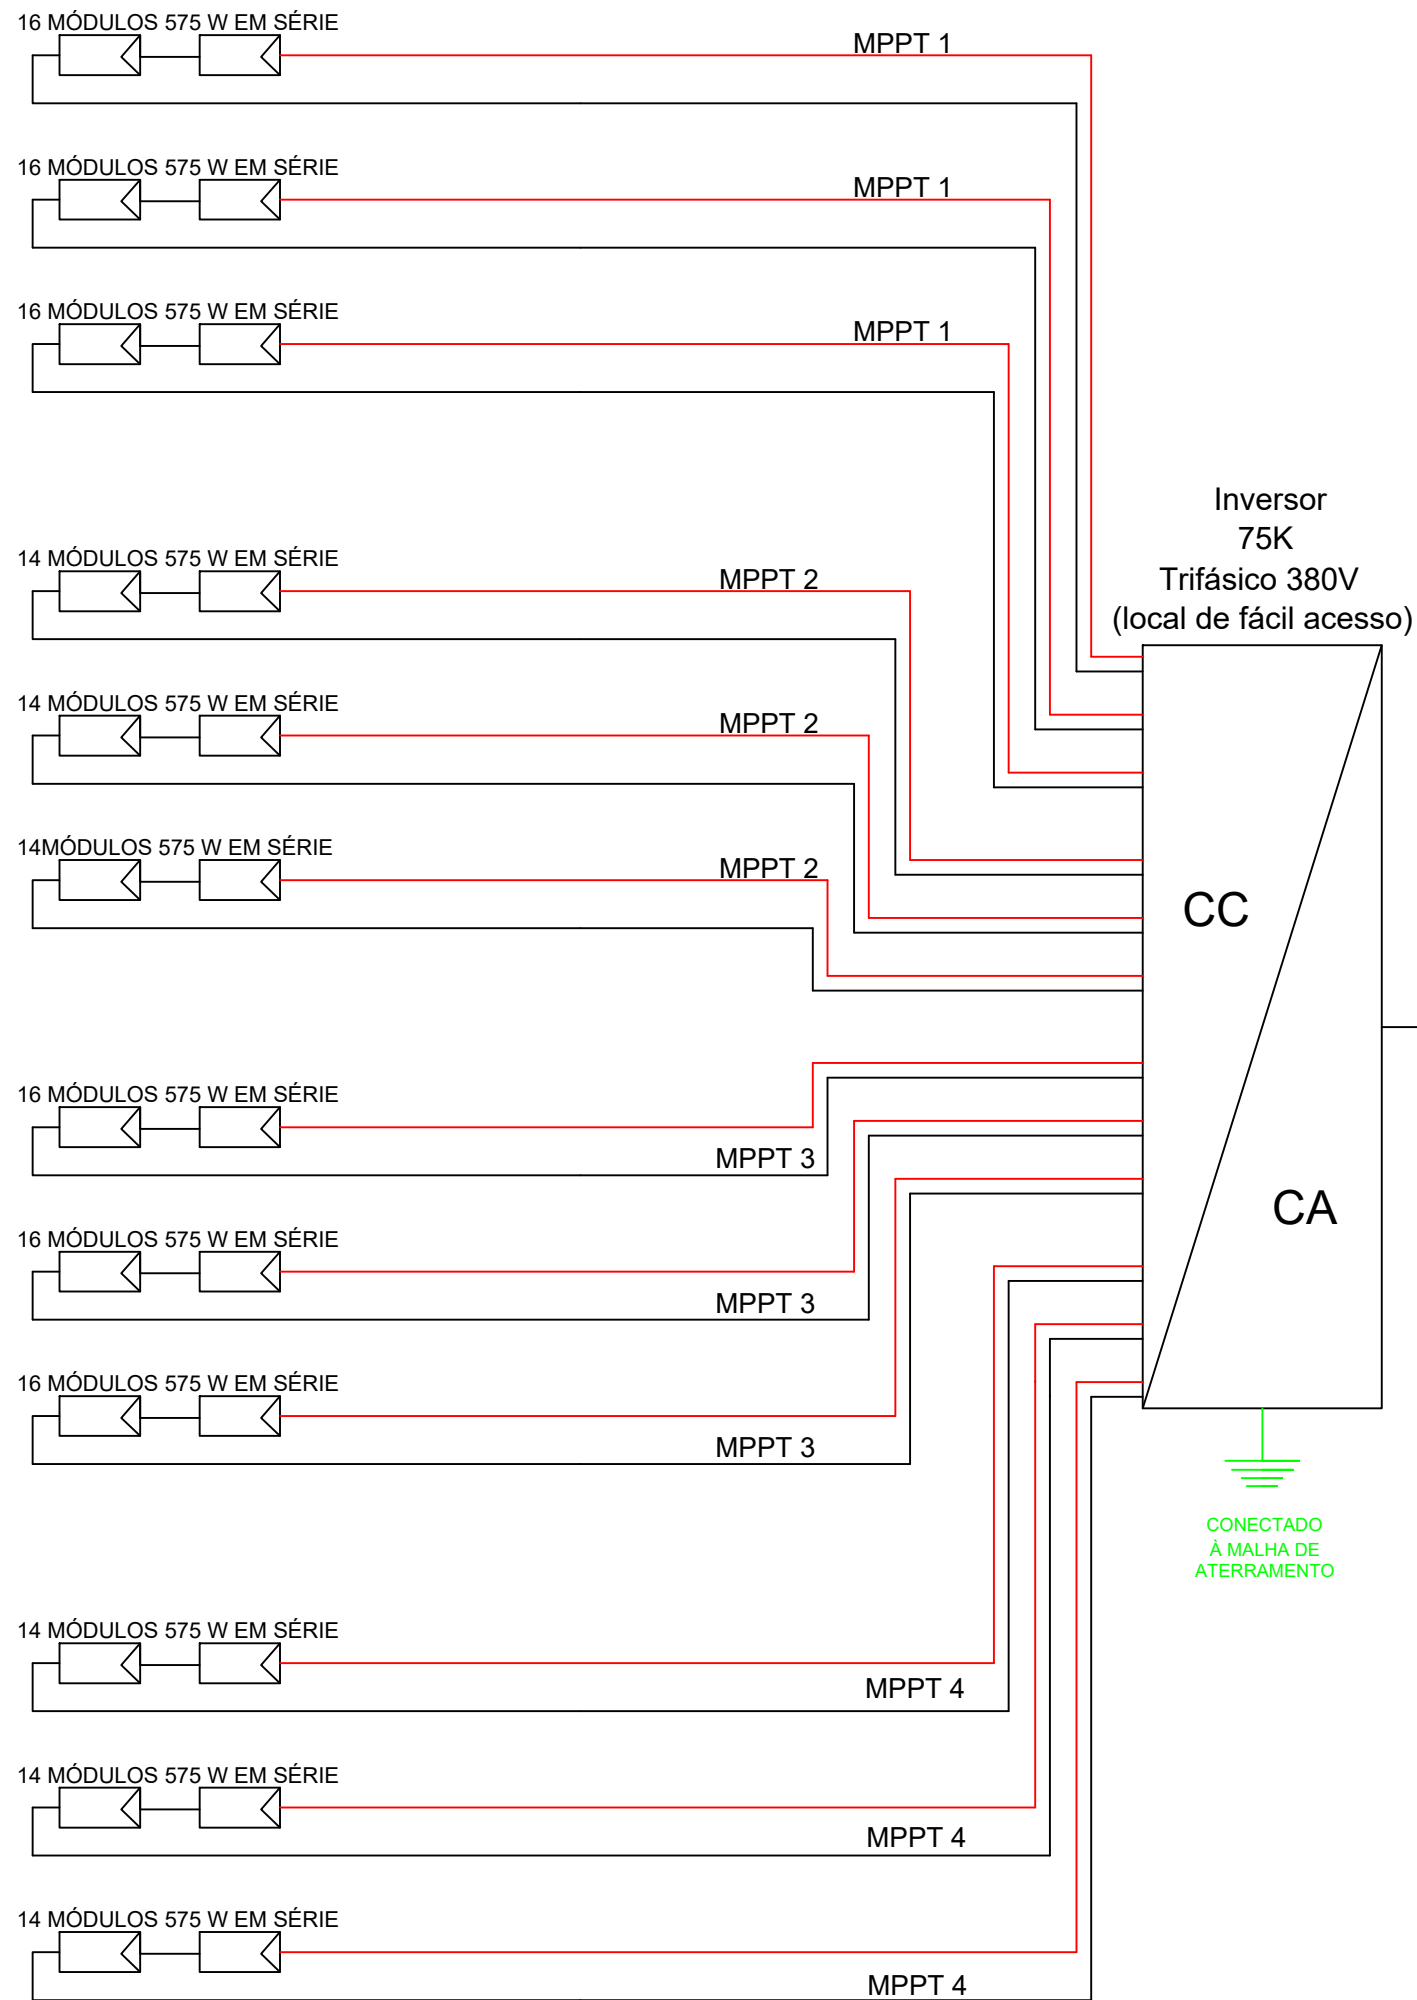 16 MÓDULOS 575 W EM SÉRIE
MPPT 1
16 MÓDULOS 575 W EM SÉRIE
MPPT 1
16 MÓDULOS 575 W EM SÉRIE
MPPT 1
Inversor
75K
Trifásico 380V
(local de fácil acesso)
14 MÓDULOS 575 W EM SÉRIE
MPPT 2
14 MÓDULOS 575 W EM SÉRIE
MPPT 2
14MÓDULOS 575 W EM SÉRIE
MPPT 2
CC
16 MÓDULOS 575 W EM SÉRIE
MPPT 3
CA
16 MÓDULOS 575 W EM SÉRIE
MPPT 3
16 MÓDULOS 575 W EM SÉRIE
MPPT 3
CONECTADO
À MALHA DE
ATERRAMENTO
14 MÓDULOS 575 W EM SÉRIE
MPPT 4
14 MÓDULOS 575 W EM SÉRIE
MPPT 4
14 MÓDULOS 575 W EM SÉRIE
MPPT 4